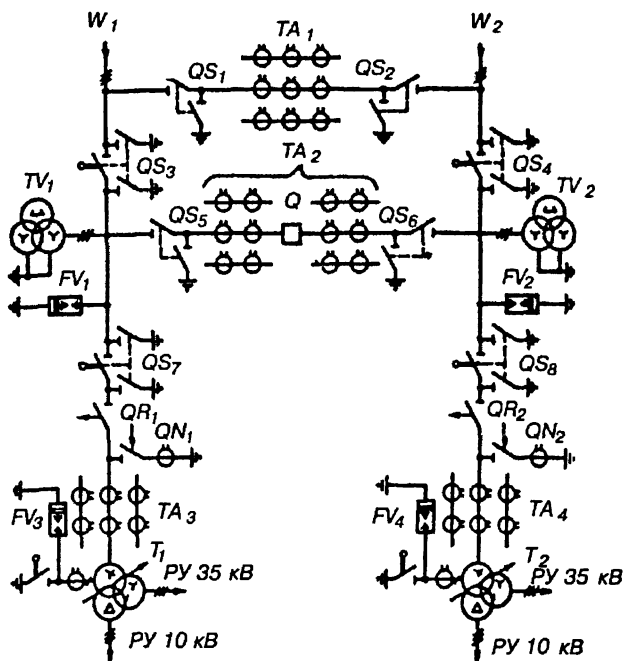 W1 TA1 W2
QS1 QS2
QS3 TA2 QS4
TV1 Q TV2
QS5 QS6
FV1 FV2
QS7 QS8
QR1 QR2
QN1 QN2
FV3 TA3 FV4 TA4
T1 T2
РУ 35 кВ РУ 35 кВ
РУ 10 кВ РУ 10 кВ